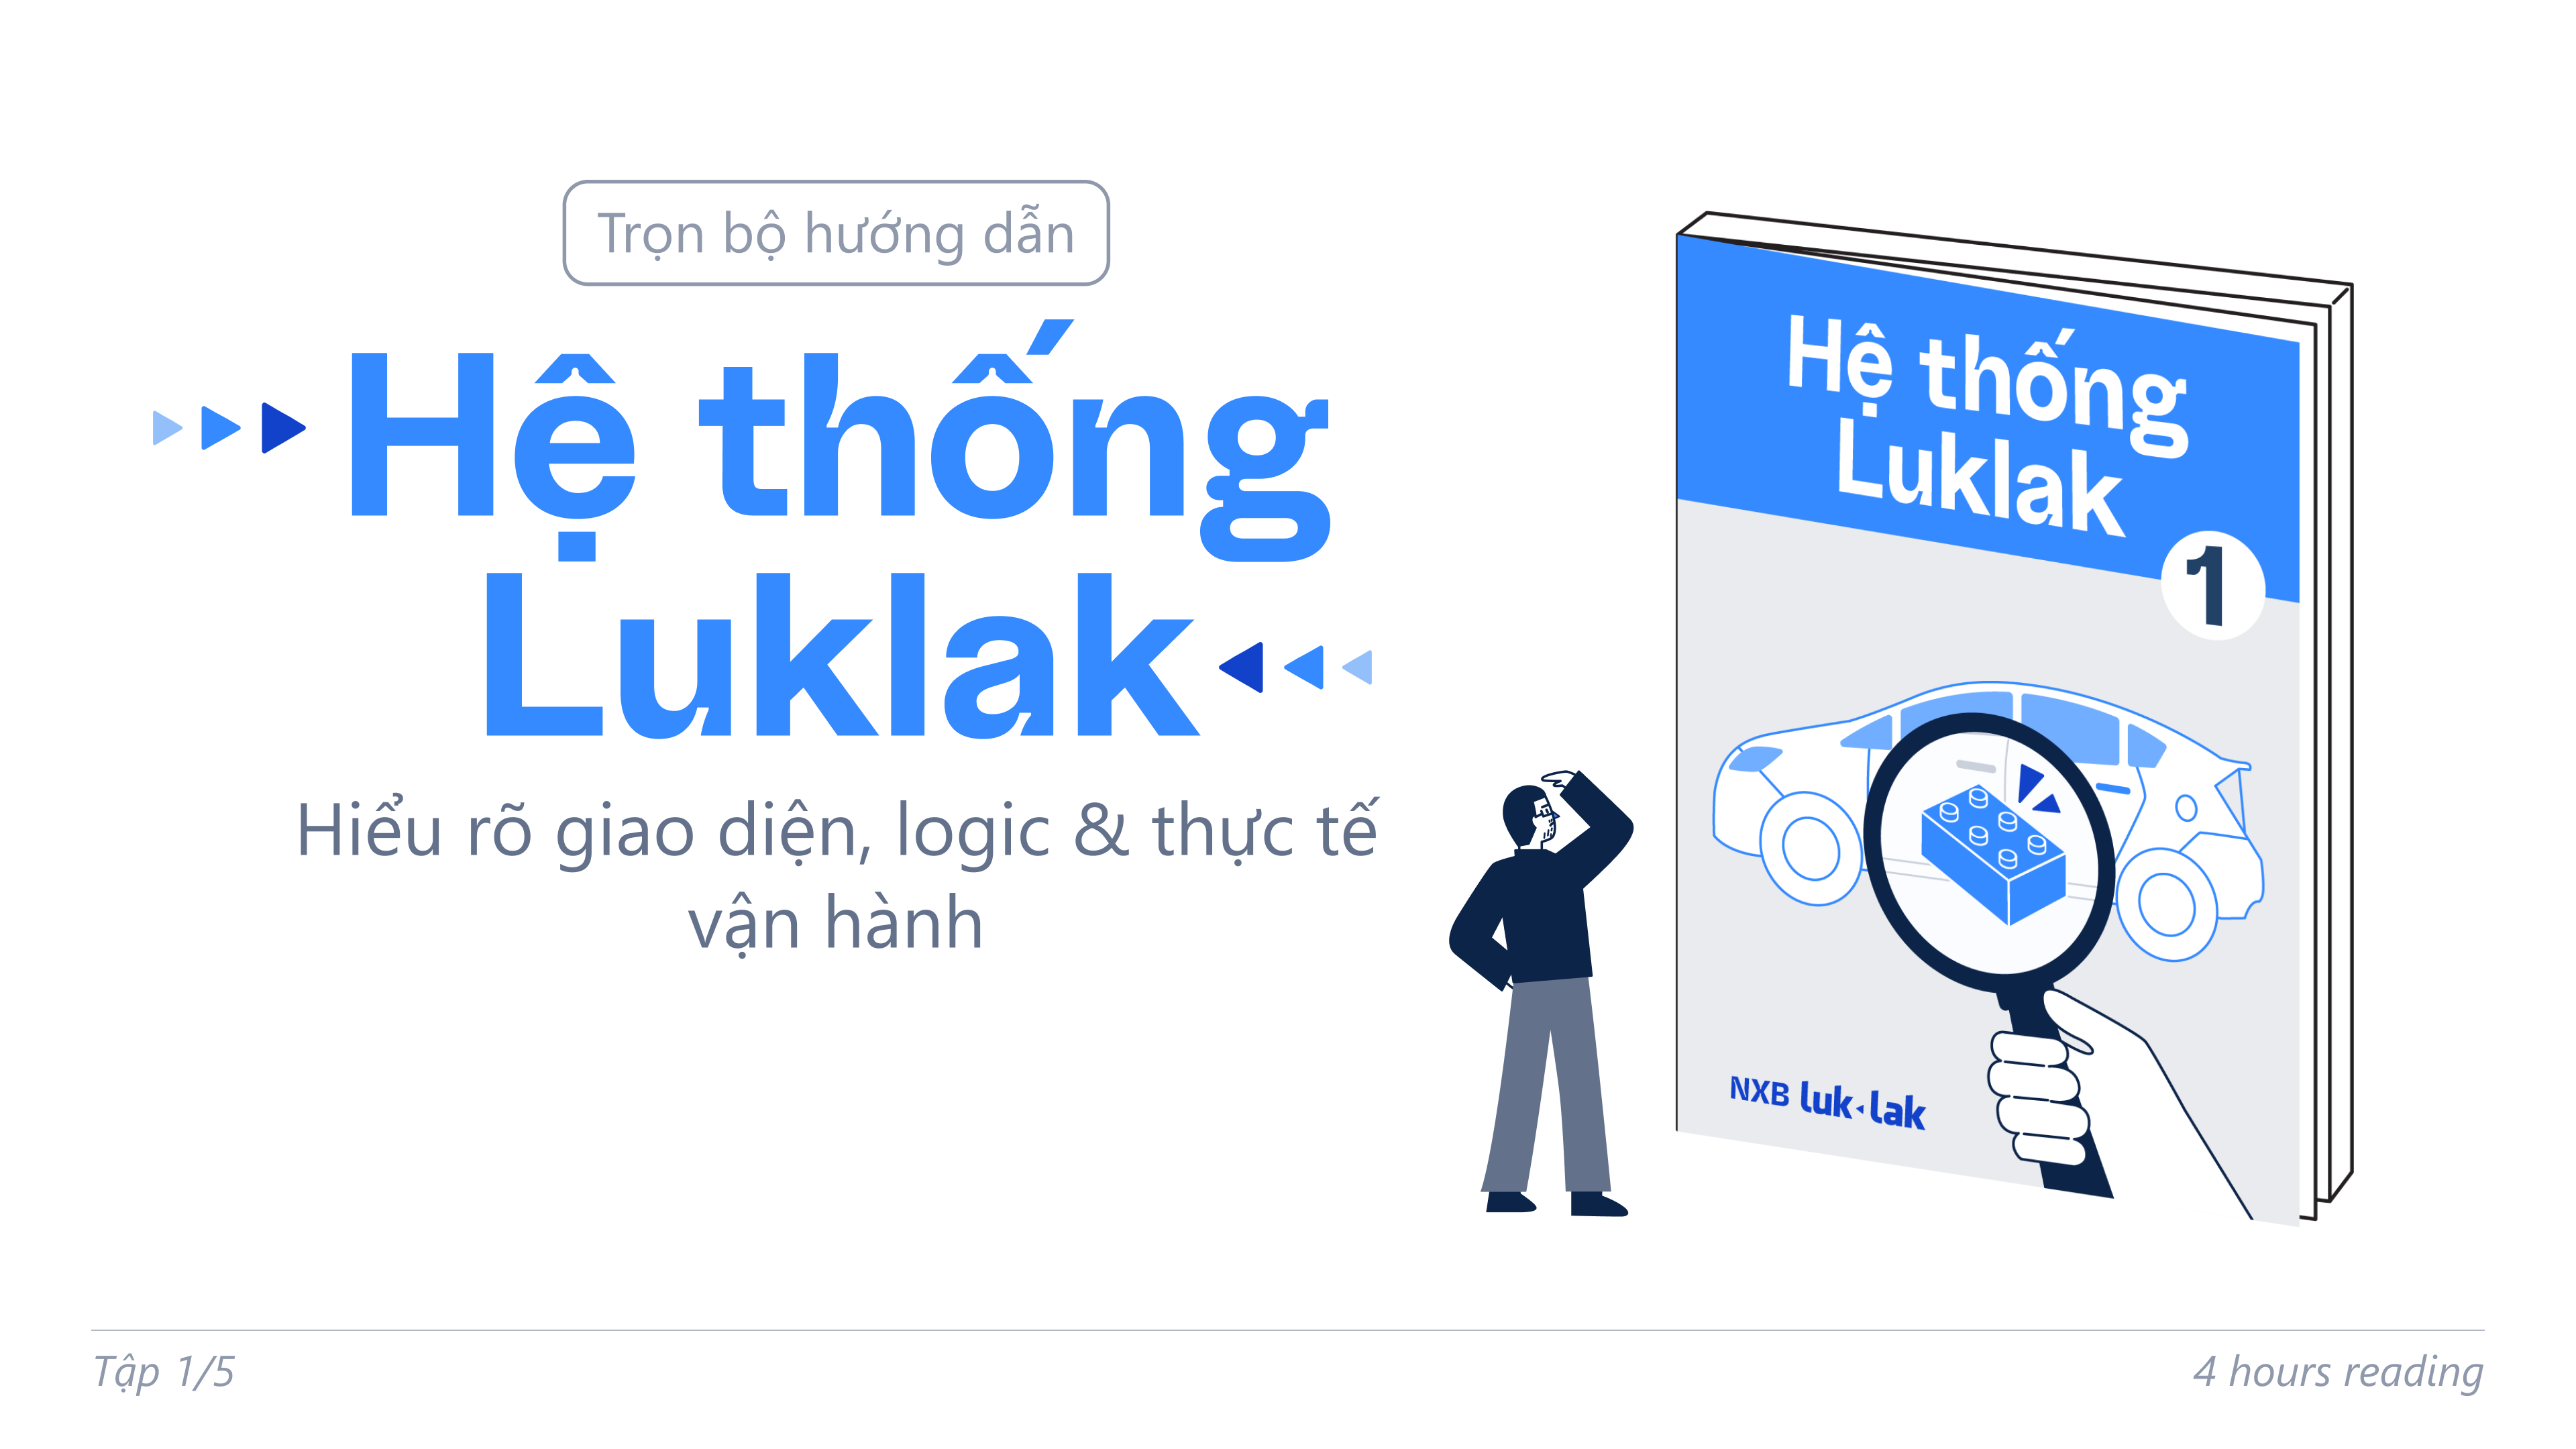 Trọn bộ hướng dẫn
Hệ thống
Luklak
Hiểu rõ giao diện, logic & thực tế
vận hành
Hệ thống
Luklak
1
NXB luk lak
Tập 1/5
4 hours reading